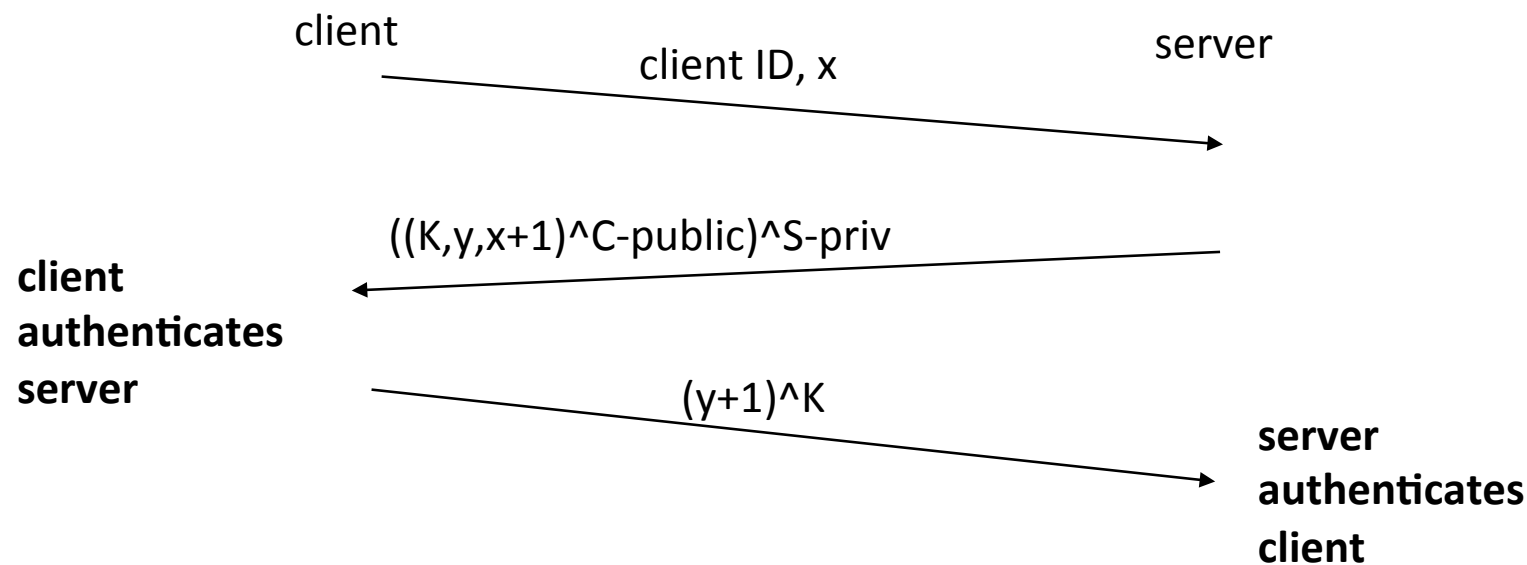 client
server
client ID, x
((K,y,x+1)^C-public)^S-priv
client
authenticates
server
(y+1)^K
server
authenticates
client